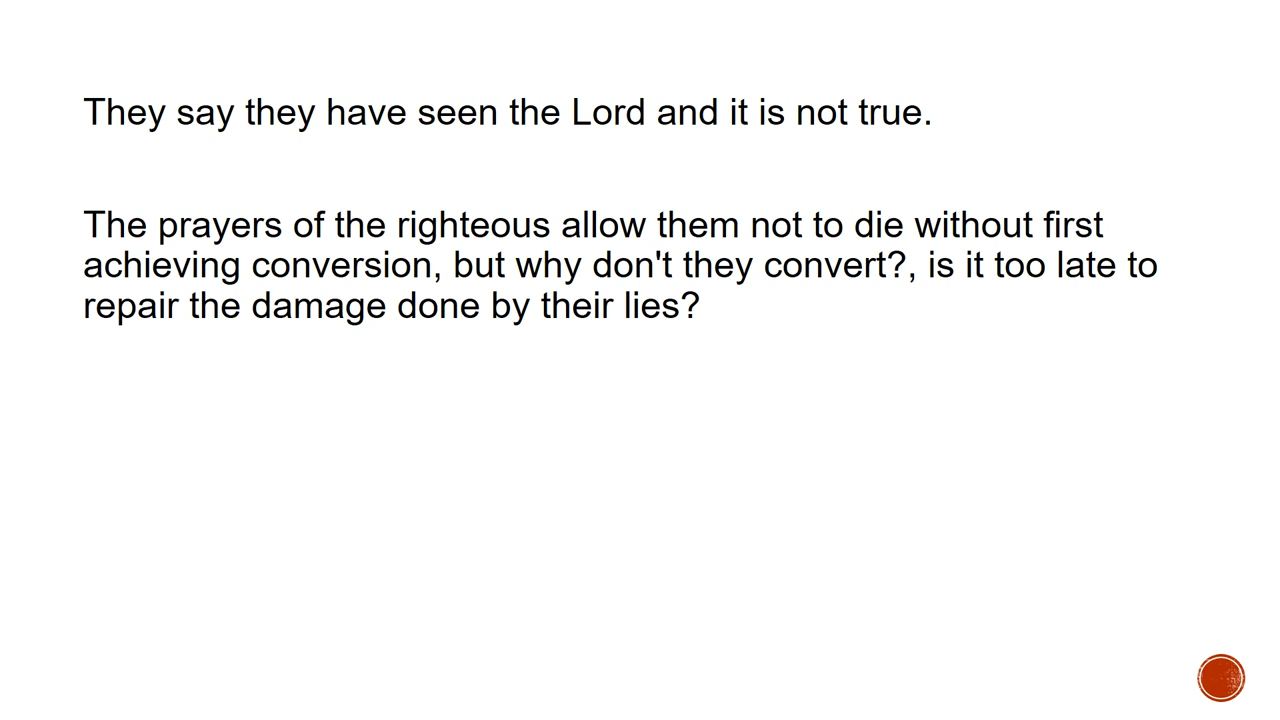 They say they have seen the Lord and it is not true.
The prayers of the righteous allow them not to die without first
achieving conversion, but why don't they convert?, is it too late to
repair the damage done by their lies?